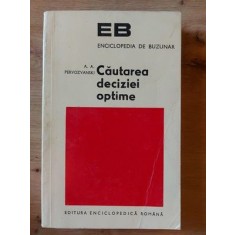 EB
ENCICLOPEDIA DE BUZUNAR
A. A.
PERVOZVANSKI
Căutarea
deciziei
optime
EDITURA ENCICLOPEDICĂ ROMÂNĂ